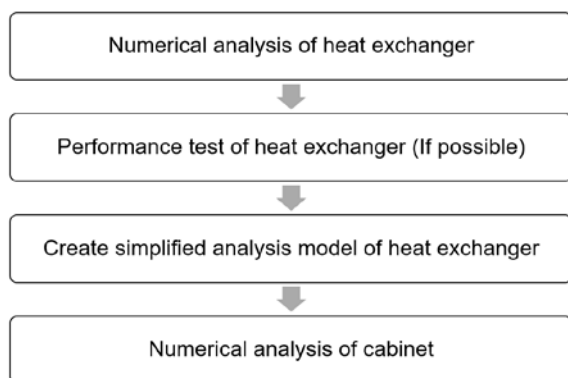 Numerical analysis of heat exchanger
Performance test of heat exchanger (If possible)
Create simplified analysis model of heat exchanger
Numerical analysis of cabinet